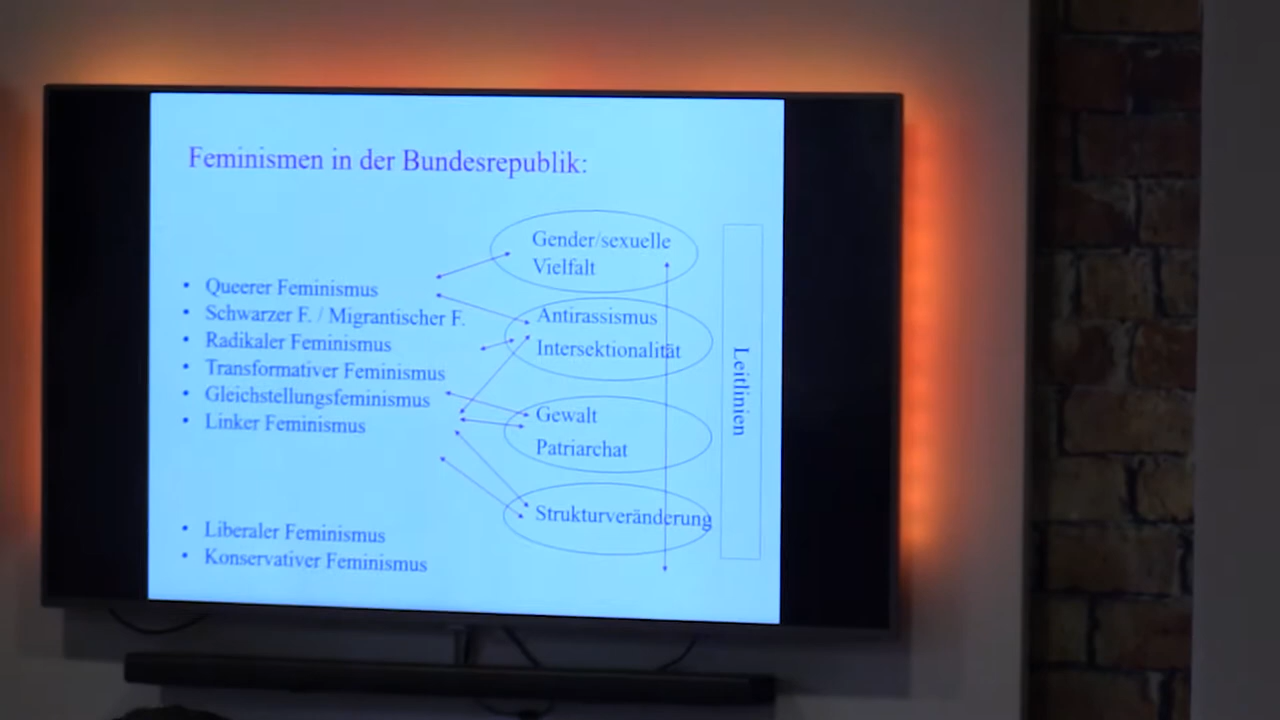 Feminismen in der Bundesrepublik:
• Queerer Feminismus
• Schwarzer F. / Migrantischer F.
• Radikaler Feminismus
• Transformativer Feminismus
• Gleichstellungsfeminismus
• Linker Feminismus
• Liberaler Feminismus
• Konservativer Feminismus
Gender/sexuelle
Vielfalt
Antirassismus
Intersektionalität
Gewalt
Patriarchat
Strukturveränderung
Leitlinien